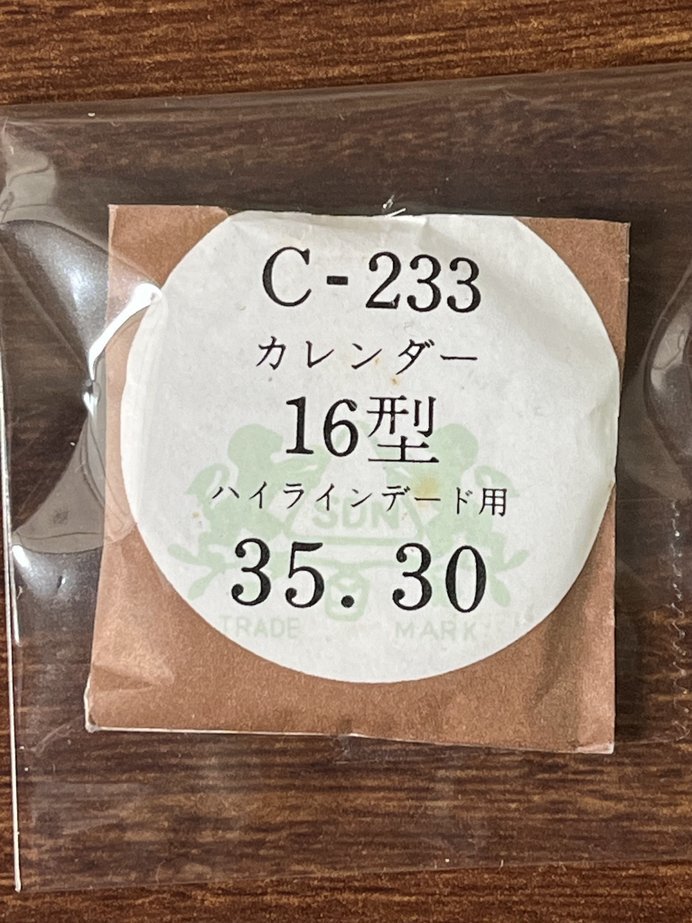 C-233
カレンダー
16型
ハイラインデード用
SDN
35.30
TRADE MARK